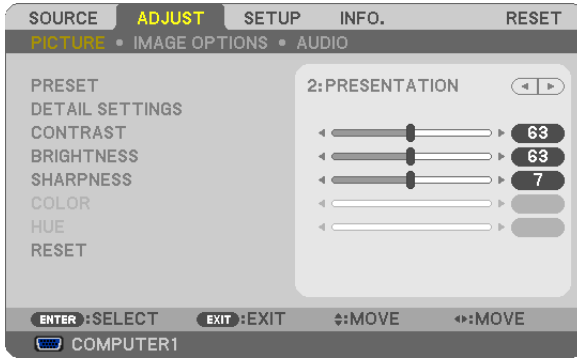 SOURCE ADJUST SETUP INFO. RESET
PICTURE • IMAGE OPTIONS • AUDIO
PRESET 2:PRESENTATION
DETAIL SETTINGS
CONTRAST 63
BRIGHTNESS 63
SHARPNESS 7
COLOR
HUE
RESET
ENTER :SELECT EXIT :EXIT :MOVE :MOVE
COMPUTER1